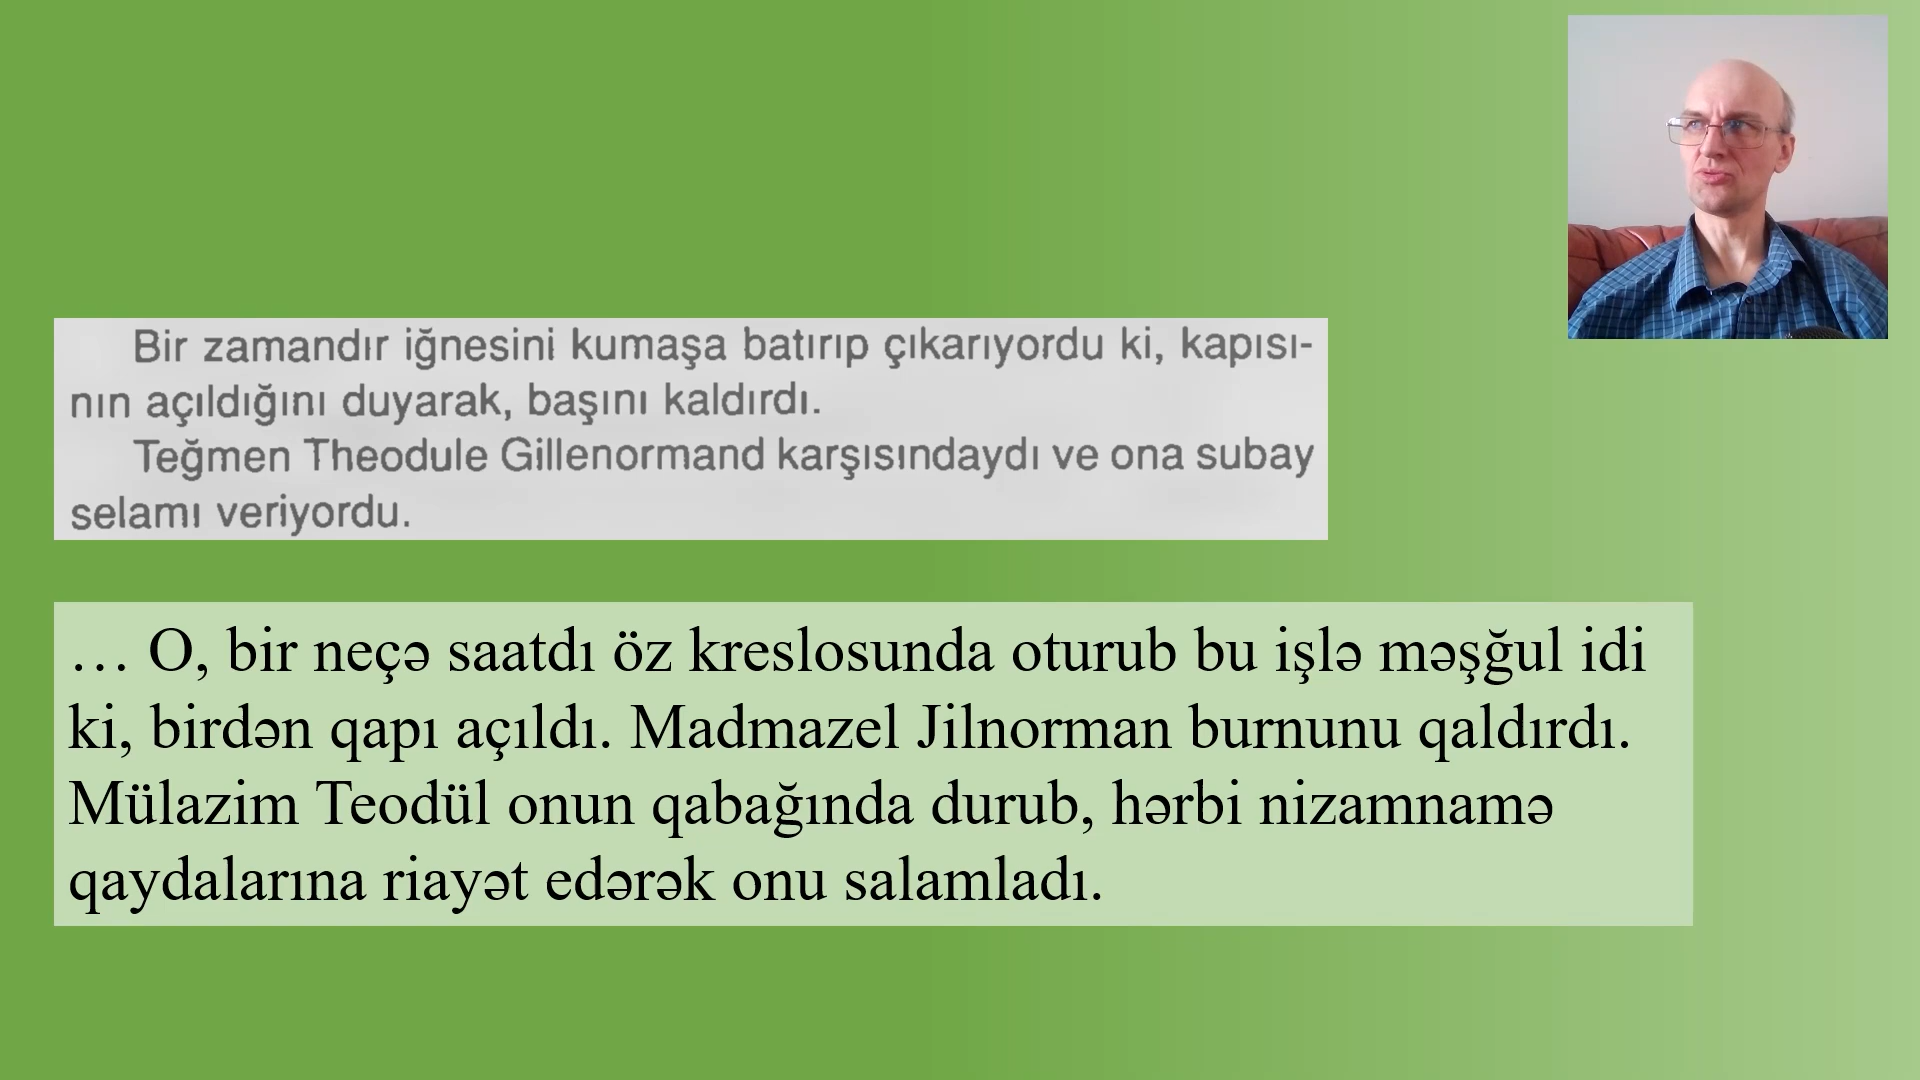 Bir zamandır iğnesini kumaşa batırıp çıkarıyordu ki, kapısı-
nın açıldığını duyarak, başını kaldırdı.
Teğmen Theodule Gillenormand karşısındaydı ve ona subay
selamı veriyordu.
… O, bir neçə saatdı öz kreslosunda oturub bu işlə məşğul idi
ki, birdən qapı açıldı. Madmazel Jilnorman burnunu qaldırdı.
Mülazim Teodül onun qabağında durub, hərbi nizamnamə
qaydalarına riayət edərək onu salamladı.